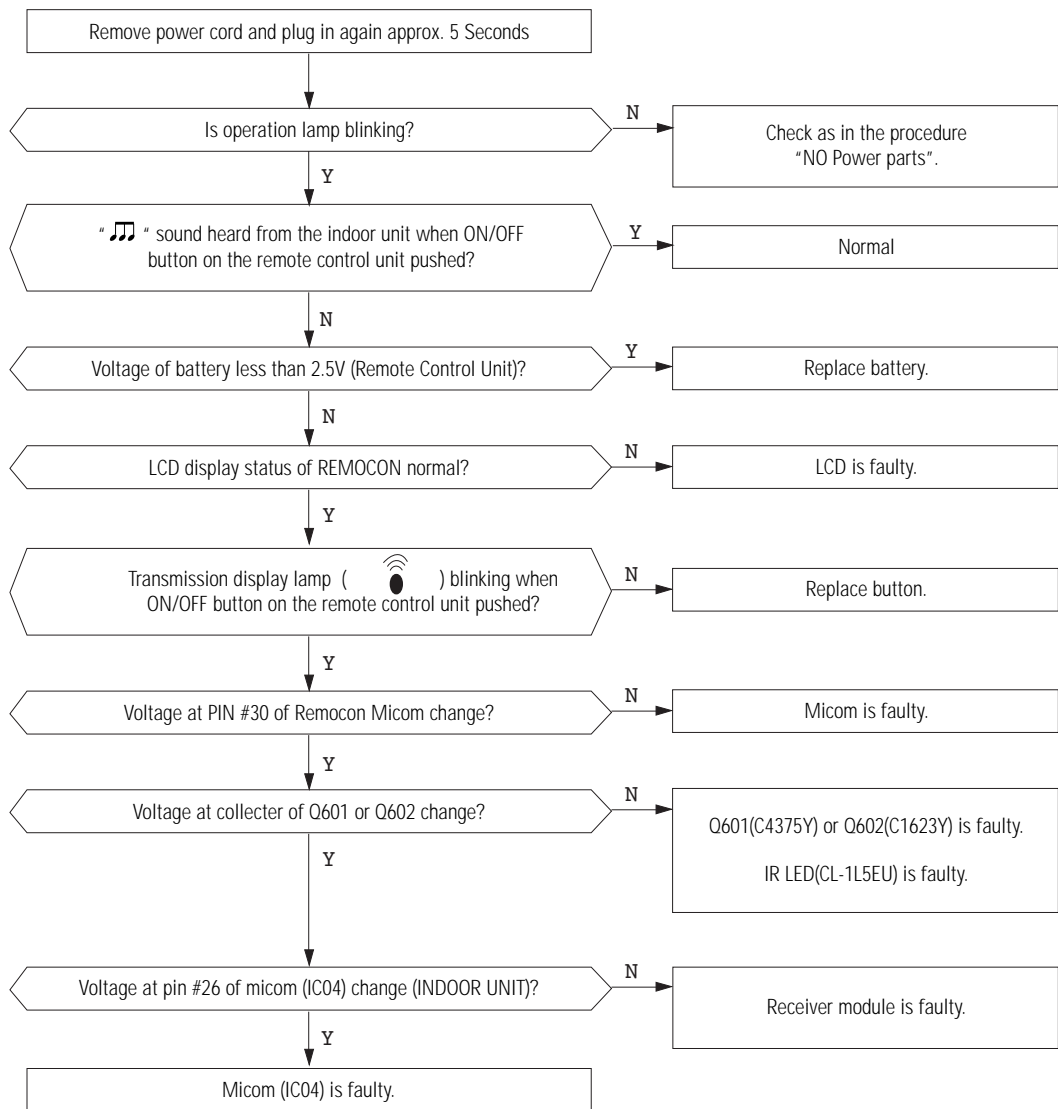 Remove power cord and plug in again approx. 5 Seconds
Is operation lamp blinking?
N
Check as in the procedure
"NO Power parts".
Y
" ♫ " sound heard from the indoor unit when ON/OFF
button on the remote control unit pushed?
Y
Normal
N
Voltage of battery less than 2.5V (Remote Control Unit)?
Y
Replace battery.
N
LCD display status of REMOCON normal?
N
LCD is faulty.
Y
Transmission display lamp ( ) blinking when
ON/OFF button on the remote control unit pushed?
N
Replace button.
Y
Voltage at PIN #30 of Remocon Micom change?
N
Micom is faulty.
Y
Voltage at collecter of Q601 or Q602 change?
N
Q601(C4375Y) or Q602(C1623Y) is faulty.
IR LED(CL-1L5EU) is faulty.
Y
Voltage at pin #26 of micom (IC04) change (INDOOR UNIT)?
N
Receiver module is faulty.
Y
Micom (IC04) is faulty.